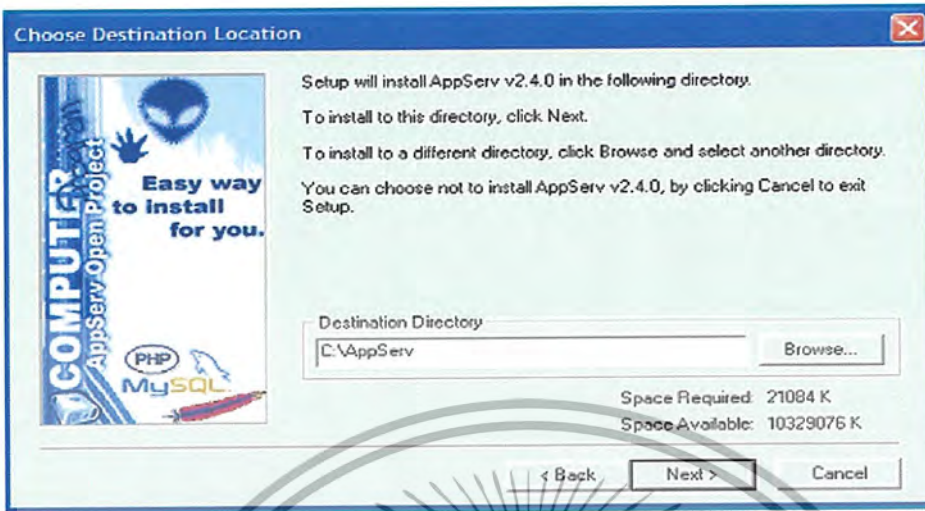 Choose Destination Location
Setup will install AppServ v2.4.0 in the following directory.
To install to this directory, click Next.
To install to a different directory, click Browse and select another directory.
You can choose not to install AppServ v2.4.0, by clicking Cancel to exit
Setup.
COMPUTER
AppServ Open Project
Easy way
to install
for you.
PHP
MySQL
Destination Directory
C:\AppServ
Browse...
Space Required: 21084 K
Space Available: 10329076 K
< Back
Next >
Cancel